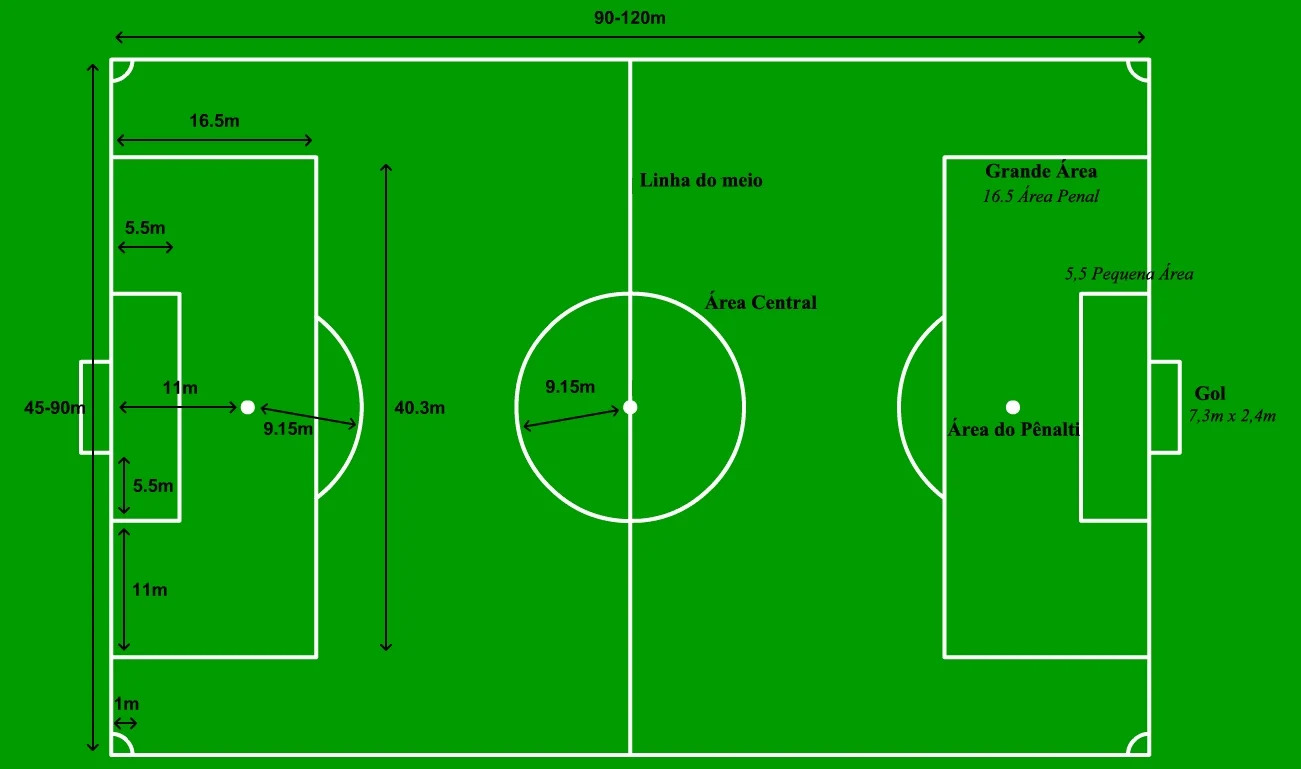 90-120m
16.5m
Linha do meio
Grande Área
16.5 Área Penal
5.5m
5,5 Pequena Área
Área Central
11m
9.15m
Gol
45-90m
40.3m
7,3m x 2,4m
9.15m
Área do Pênalti
5.5m
11m
1m